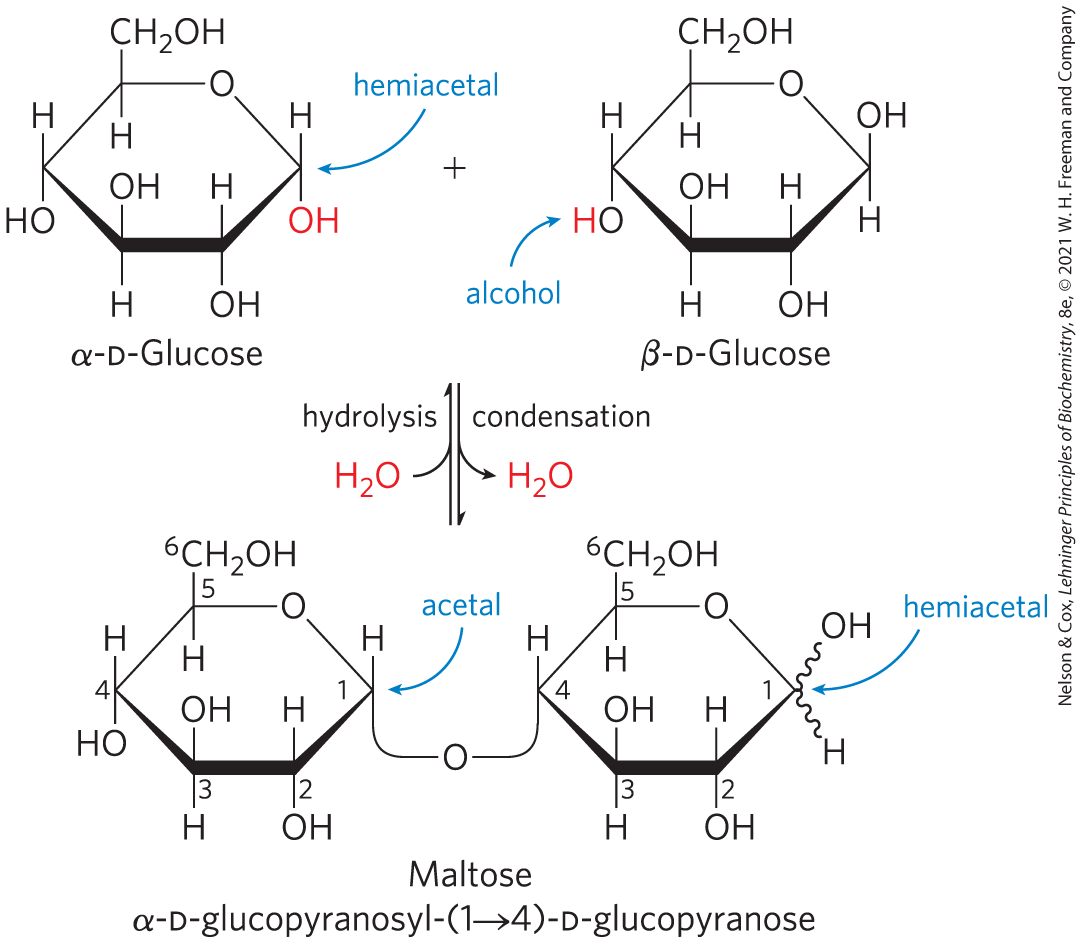 CH₂OH
O
hemiacetal
H
H
H
OH
H
HO
OH
H
OH
α-D-Glucose
+
CH₂OH
O
OH
H
H
OH
H
HO
H
alcohol
H
OH
β-D-Glucose
hydrolysis
condensation
H₂O
H₂O
⁶CH₂OH
5
O
acetal
H
H
H
4
1
OH
H
HO
3
2
H
OH
O
⁶CH₂OH
5
O
hemiacetal
OH
H
H
4
1
OH
H
H
3
2
H
OH
Maltose
α-D-glucopyranosyl-(1→4)-D-glucopyranose
Nelson & Cox, Lehninger Principles of Biochemistry, 8e, © 2021 W. H. Freeman and Company